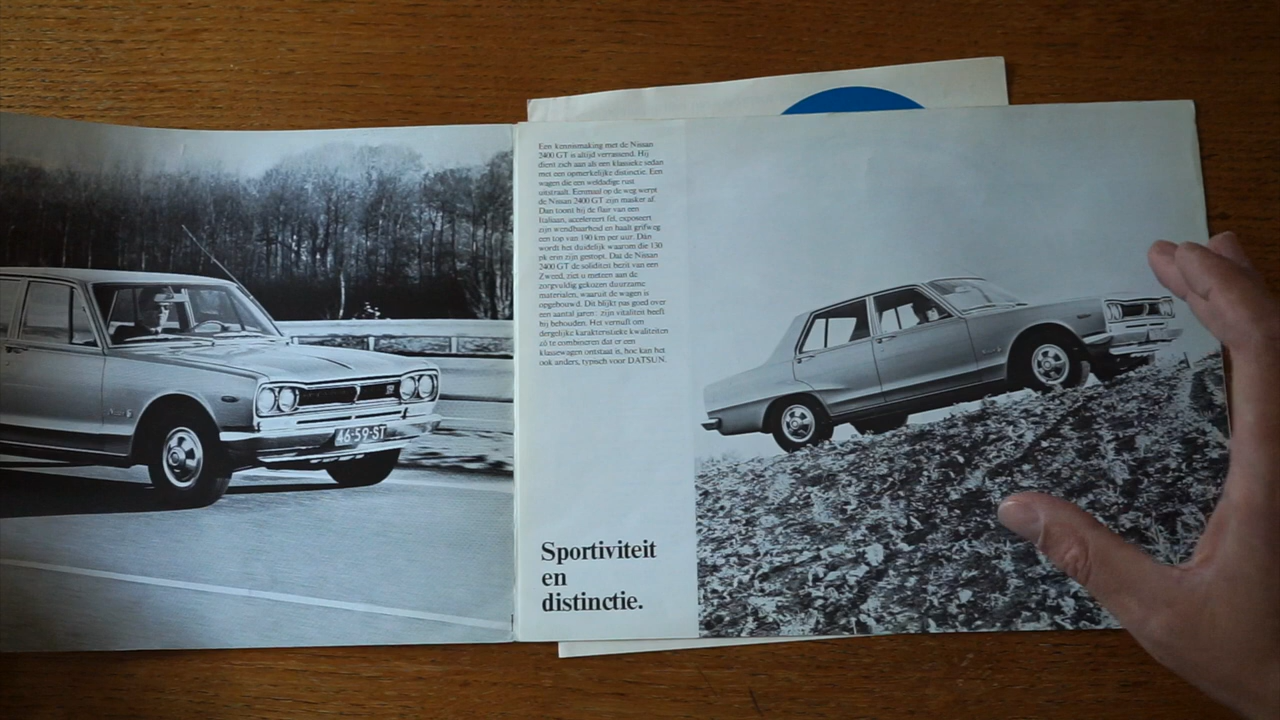 46-59-ST
Een kennismaking met de Nissan
2400 GT is altijd verrassend. Hij
dient zich aan als een klassieke sedan
met een opmerkelijke distinctie. Een
wagen die een weldadige rust
uitstraalt. Eenmaal op de weg werpt
de Nissan 2400 GT zijn masker af.
Dan toont hij de flair van een
Italiaan, accelereert fel, exposeert
zijn wendbaarheid en haalt grifweg
een top van 190 km per uur. Dán
wordt het duidelijk waarom die 130
pk erin zijn gestopt. Dat de Nissan
2400 GT de soliditeit bezit van een
Zweed, ziet u meteen aan de
zorgvuldig gekozen duurzame
materialen, waaruit de wagen is
opgebouwd. Dit blijkt pas goed over
een aantal jaren: zijn vitaliteit heeft
hij behouden. Het vernuft om
dergelijke karakteristieke kwaliteiten
zó te combineren dat er een
klassewagen ontstaat is, hoe kan het
ook anders, typisch voor DATSUN.
Sportiviteit
en
distinctie.